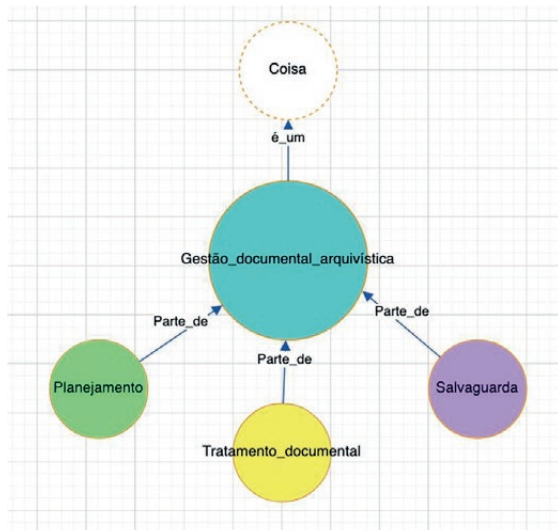 Coisa
é_um
Gestão_documental_arquivística
Parte_de
Parte_de
Parte_de
Planejamento
Salvaguarda
Tratamento_documental